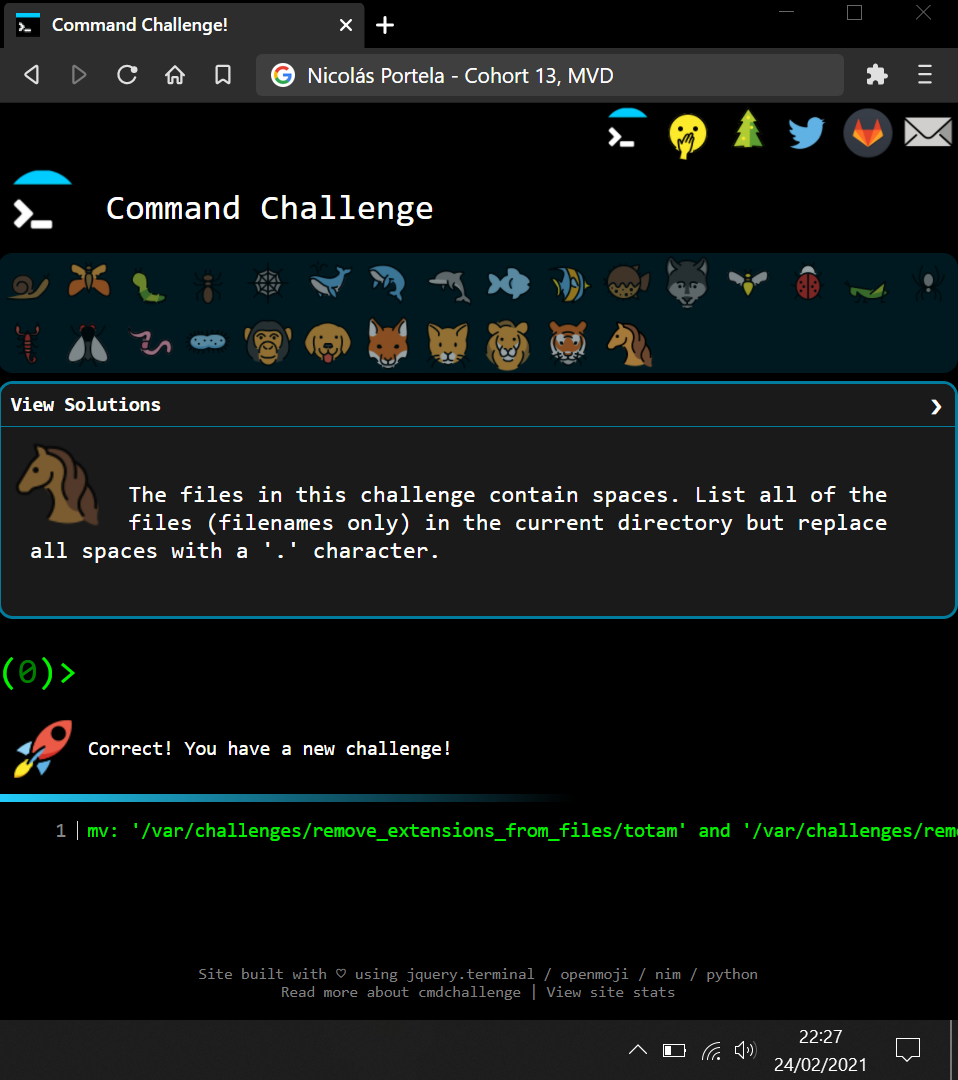 Command Challenge!
Nicolás Portela - Cohort 13, MVD
Command Challenge
View Solutions
The files in this challenge contain spaces. List all of the
files (filenames only) in the current directory but replace
all spaces with a '.' character.
(0)>
Correct! You have a new challenge!
1 mv: '/var/challenges/remove_extensions_from_files/totam' and '/var/challenges/rem
Site built with ♡ using jquery.terminal / openmoji / nim / python
Read more about cmdchallenge | View site stats
22:27
24/02/2021